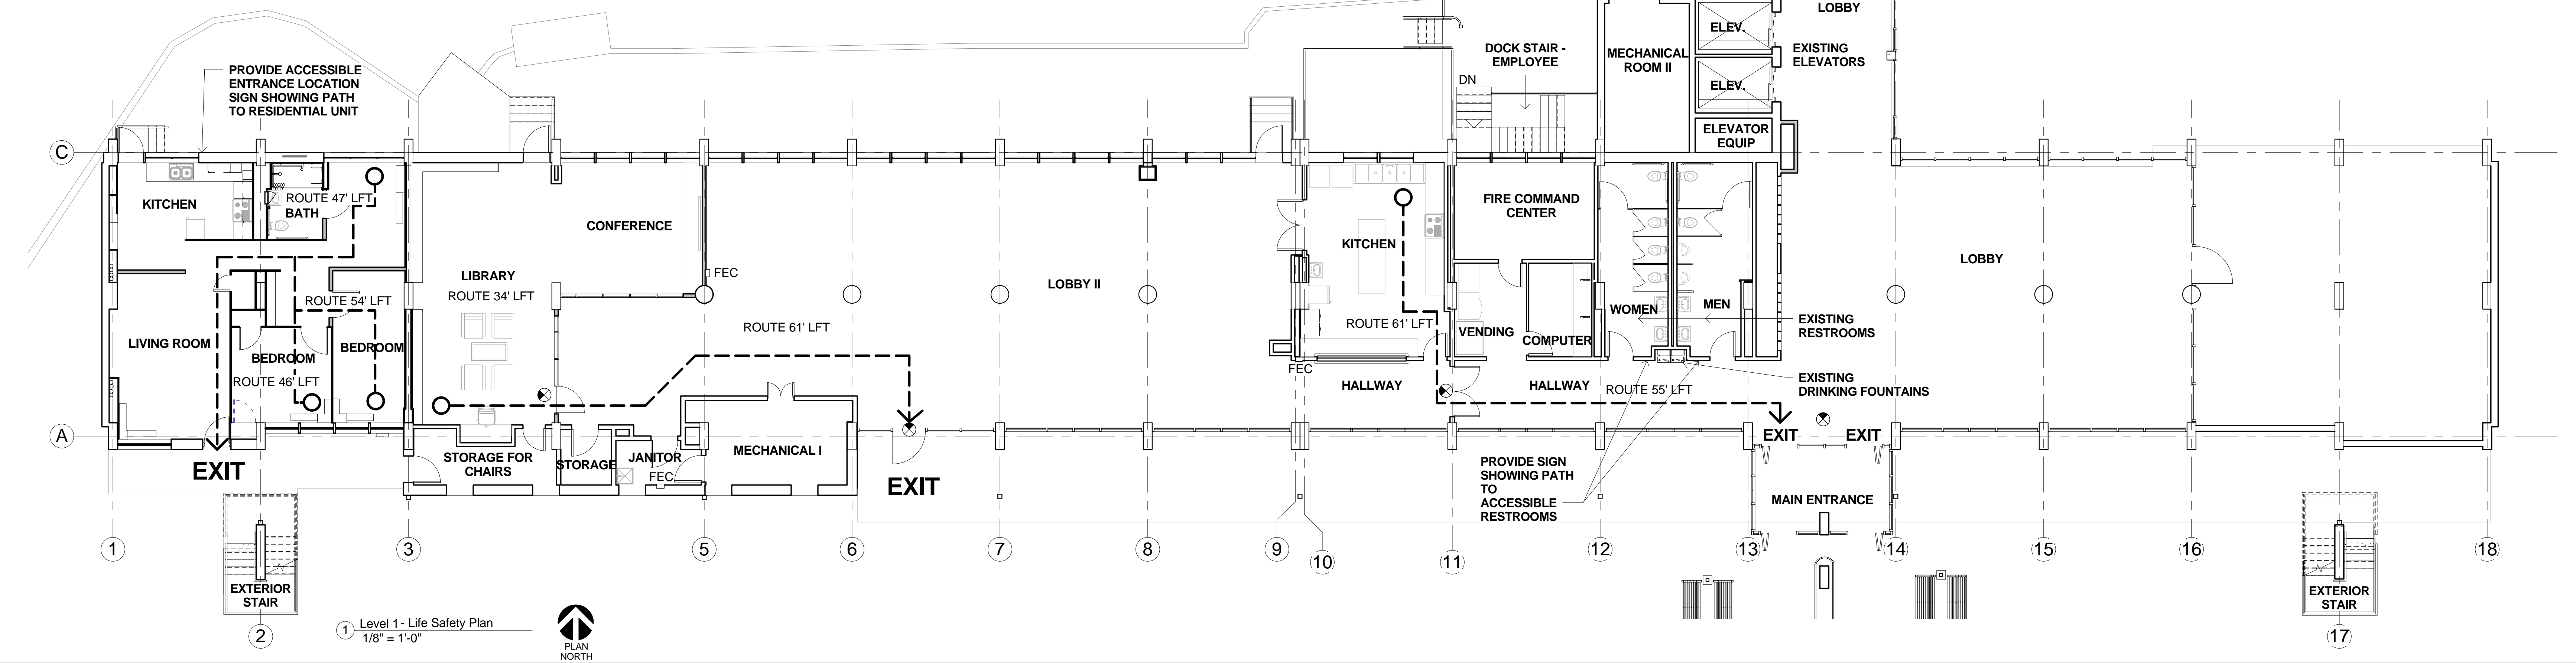 LOBBY
ELEV.
ELEV.
EXISTING
ELEVATORS
MECHANICAL
ROOM II
DOCK STAIR -
EMPLOYEE
DN
PROVIDE ACCESSIBLE
ENTRANCE LOCATION
SIGN SHOWING PATH
TO RESIDENTIAL UNIT
ELEVATOR
EQUIP
C
KITCHEN
ROUTE 47' LFT
BATH
CONFERENCE
LIBRARY
ROUTE 34' LFT
FEC
LOBBY II
ROUTE 61' LFT
KITCHEN
ROUTE 61' LFT
FIRE COMMAND
CENTER
VENDING
COMPUTER
WOMEN
MEN
LOBBY
EXISTING
RESTROOMS
EXISTING
DRINKING FOUNTAINS
ROUTE 54' LFT
LIVING ROOM
BEDROOM
BEDROOM
ROUTE 46' LFT
FEC
HALLWAY
HALLWAY
ROUTE 55' LFT
A
EXIT
STORAGE FOR
CHAIRS
STORAGE
JANITOR
FEC
MECHANICAL I
EXIT
EXIT
EXIT
PROVIDE SIGN
SHOWING PATH
TO
ACCESSIBLE
RESTROOMS
MAIN ENTRANCE
1
3
5
6
7
8
9
10
11
12
13
14
15
16
18
EXTERIOR
STAIR
2
EXTERIOR
STAIR
17
1
Level 1 - Life Safety Plan
1/8" = 1'-0"
PLAN
NORTH